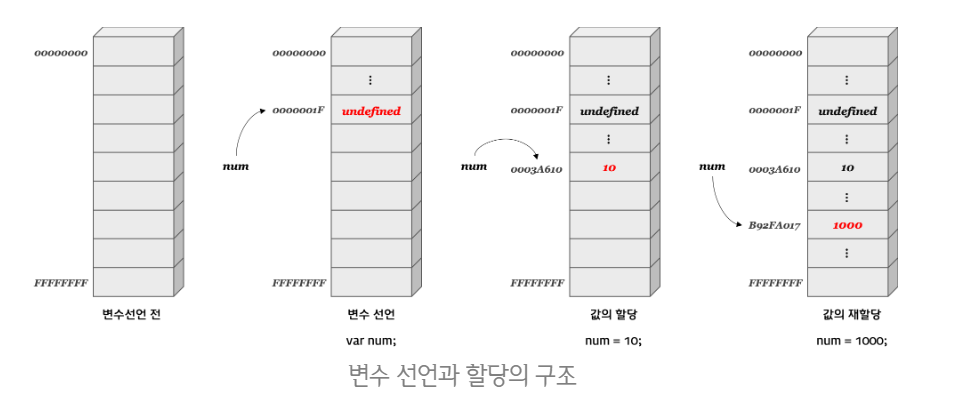 00000000
FFFFFFFF
변수선언 전
00000000
⋮
0000001F undefined
num
FFFFFFFF
변수 선언
var num;
00000000
⋮
0000001F undefined
⋮
num 0003A610 10
FFFFFFFF
값의 할당
num = 10;
00000000
⋮
0000001F undefined
⋮
num 0003A610 10
⋮
B92FA017 1000
⋮
FFFFFFFF
값의 재할당
num = 1000;
변수 선언과 할당의 구조